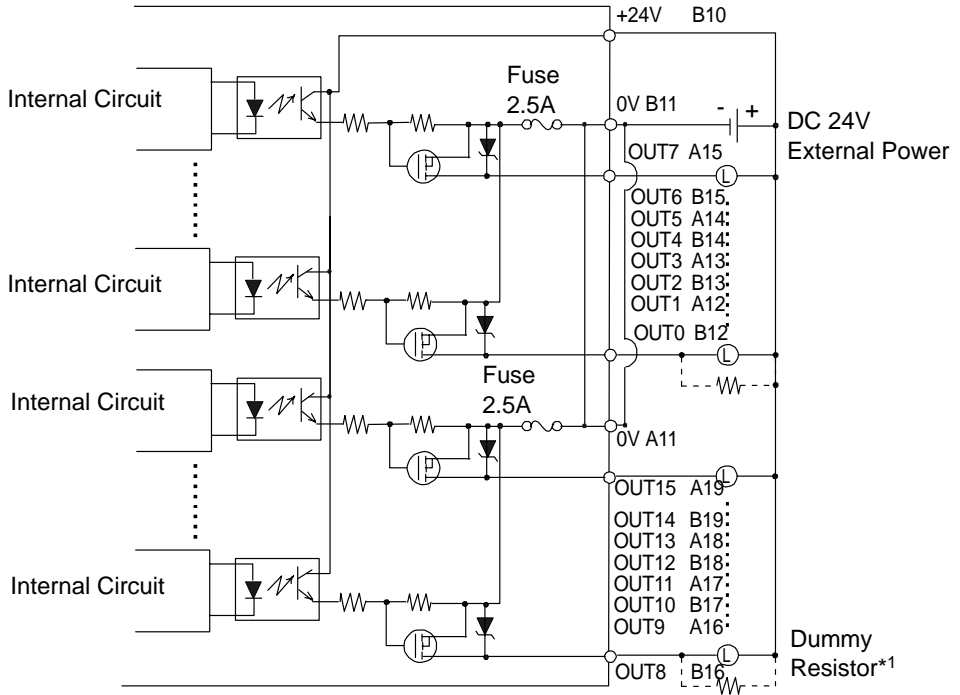 +24V B10
Internal Circuit
Fuse
2.5A
0V B11
- +
DC 24V
External Power
OUT7 A15
L
OUT6 B15
OUT5 A14
OUT4 B14
OUT3 A13
OUT2 B13
OUT1 A12
Internal Circuit
OUT0 B12
L
Fuse
2.5A
Internal Circuit
0V A11
L
OUT15 A19
OUT14 B19
OUT13 A18
OUT12 B18
OUT11 A17
OUT10 B17
OUT9 A16
Internal Circuit
Dummy
Resistor*1
L
OUT8 B16